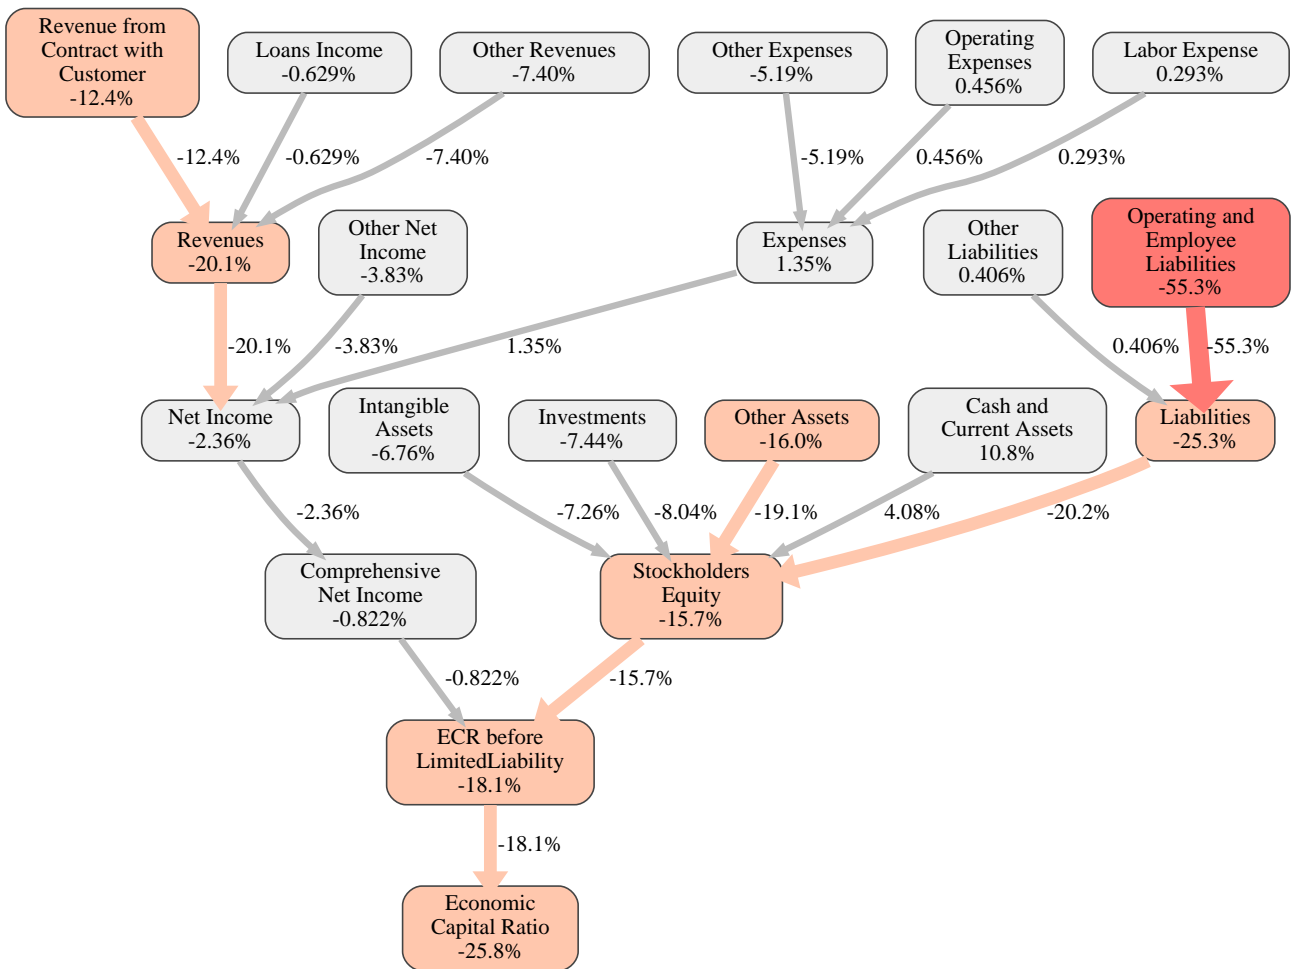 Revenue from
Contract with
Customer
-12.4%
Loans Income
-0.629%
Other Revenues
-7.40%
Other Expenses
-5.19%
Operating
Expenses
0.456%
Labor Expense
0.293%
-12.4%
-0.629%
-7.40%
-5.19%
0.456%
0.293%
Revenues
-20.1%
Other Net
Income
-3.83%
Expenses
1.35%
Other
Liabilities
0.406%
Operating and
Employee
Liabilities
-55.3%
-20.1%
-3.83%
1.35%
0.406%
-55.3%
Net Income
-2.36%
Intangible
Assets
-6.76%
Investments
-7.44%
Other Assets
-16.0%
Cash and
Current Assets
10.8%
Liabilities
-25.3%
-2.36%
-7.26%
-8.04%
-19.1%
4.08%
-20.2%
Comprehensive
Net Income
-0.822%
Stockholders
Equity
-15.7%
-0.822%
-15.7%
ECR before
LimitedLiability
-18.1%
-18.1%
Economic
Capital Ratio
-25.8%